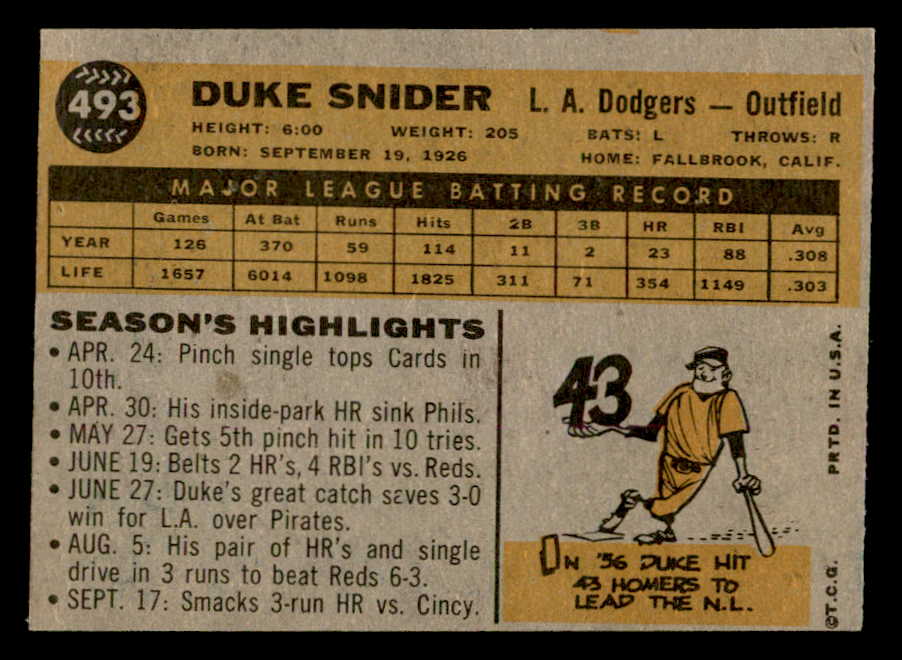 493
DUKE SNIDER L. A. Dodgers — Outfield
HEIGHT: 6:00 WEIGHT: 205 BATS: L THROWS: R
BORN: SEPTEMBER 19, 1926 HOME: FALLBROOK, CALIF.
MAJOR LEAGUE BATTING RECORD
Games At Bat Runs Hits 2B 3B HR RBI Avg
YEAR 126 370 59 114 11 2 23 88 .308
LIFE 1657 6014 1098 1825 311 71 354 1149 .303
SEASON'S HIGHLIGHTS
• APR. 24: Pinch single tops Cards in
10th.
• APR. 30: His inside-park HR sink Phils.
• MAY 27: Gets 5th pinch hit in 10 tries.
• JUNE 19: Belts 2 HR's, 4 RBI's vs. Reds.
• JUNE 27: Duke's great catch saves 3-0
win for L.A. over Pirates.
• AUG. 5: His pair of HR's and single
drive in 3 runs to beat Reds 6-3.
• SEPT. 17: Smacks 3-run HR vs. Cincy.
43
IN '56 DUKE HIT
43 HOMERS TO
LEAD THE N.L.
©T.C.G. PRTD. IN U.S.A.